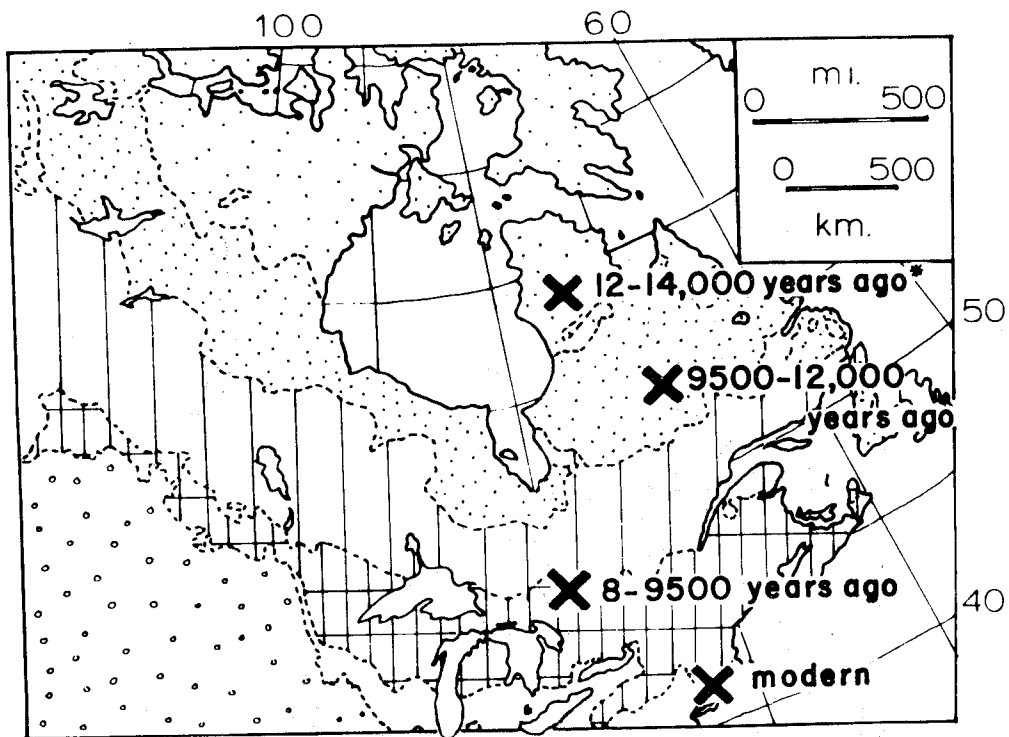 100
60
mi.
0 500
0 500
km.
12-14,000 years ago*
50
9500-12,000
years ago
8-9500 years ago
40
modern